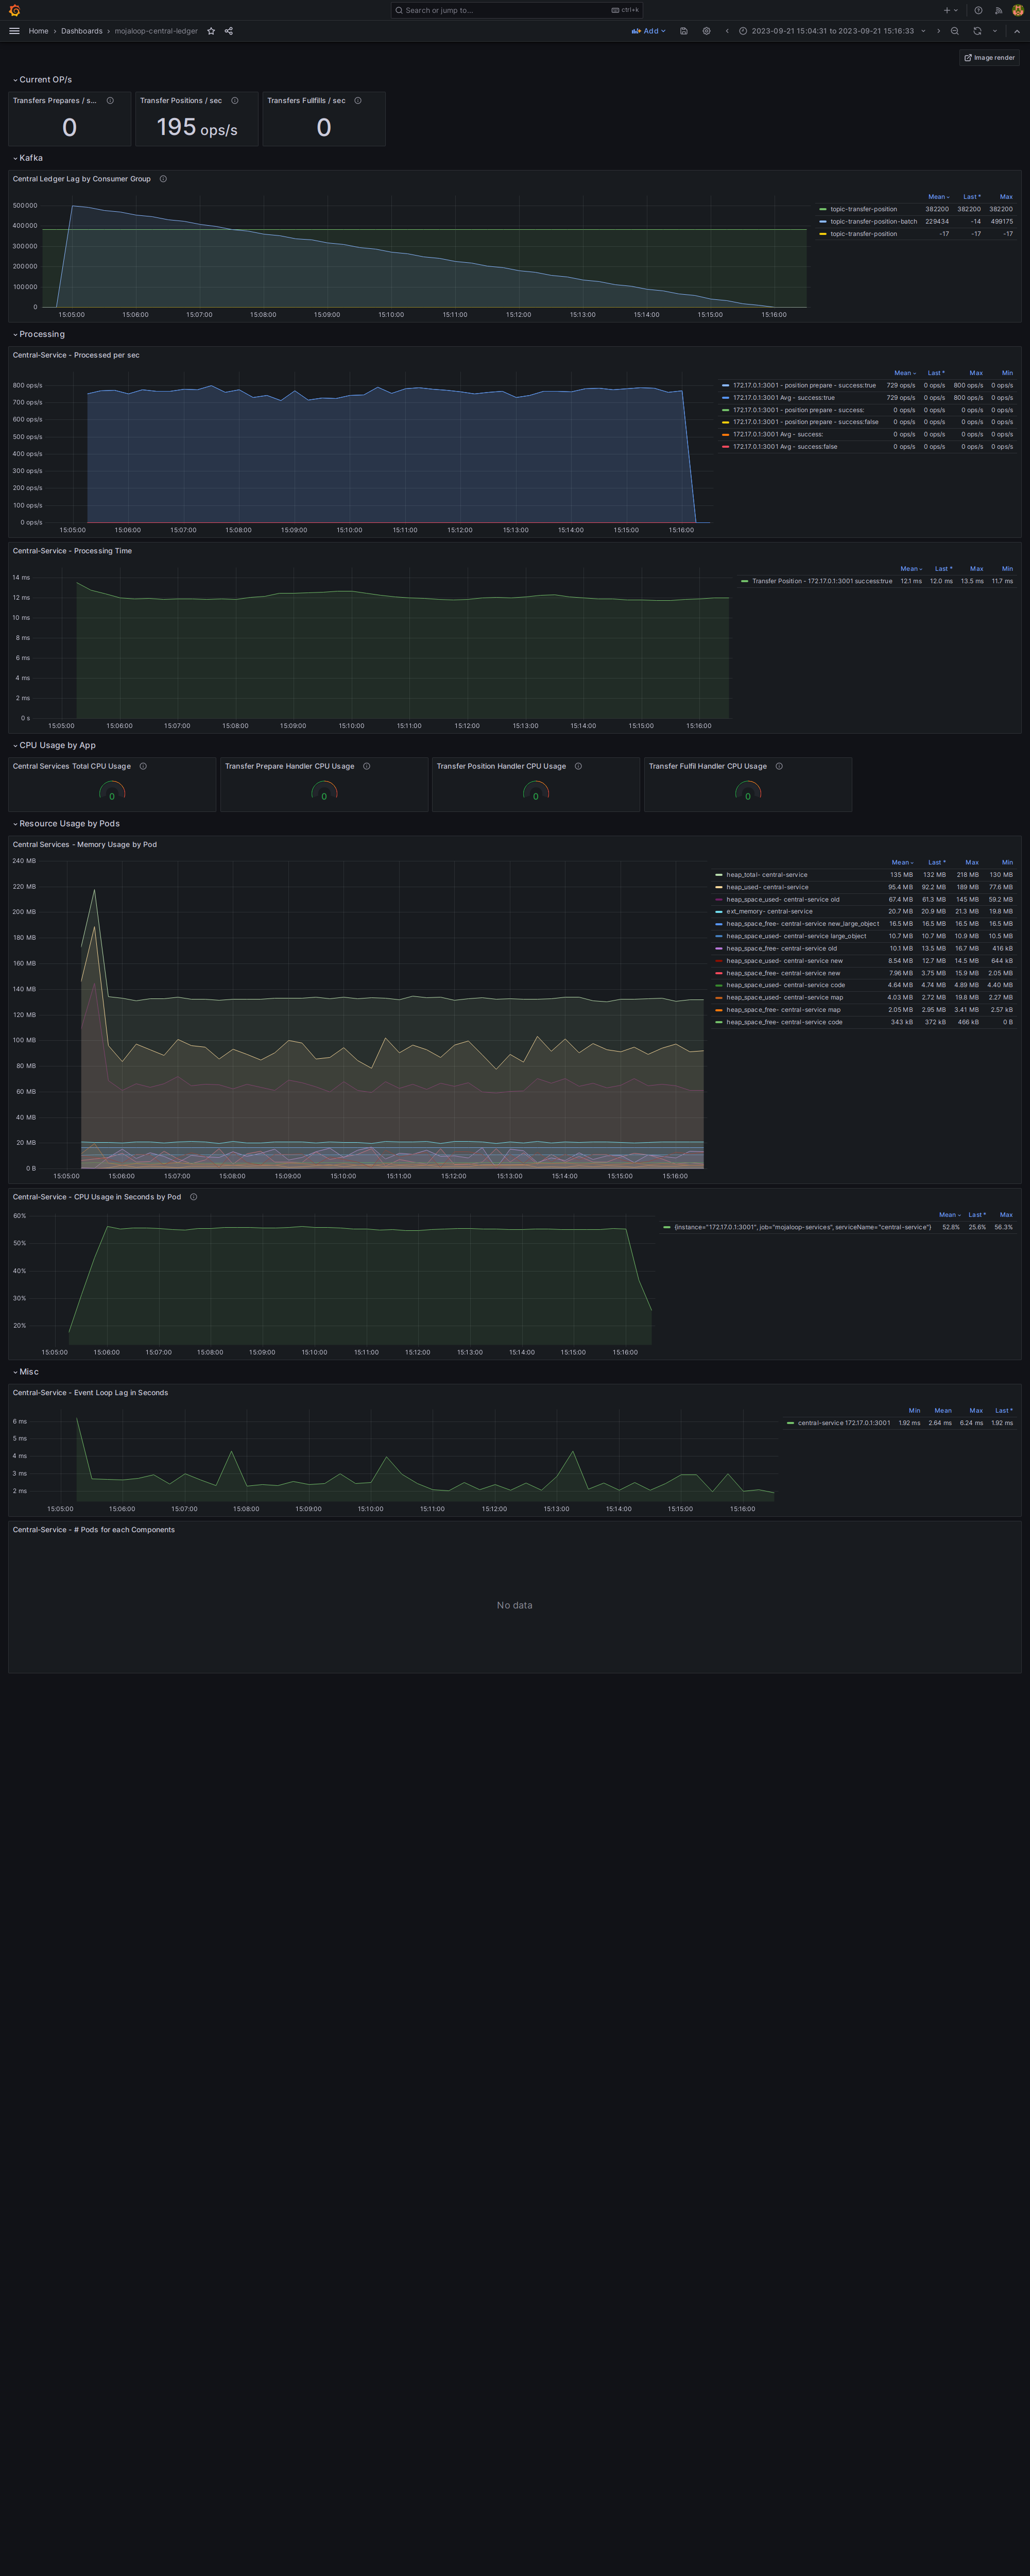 Search or jump to...
ctrl+k
Home › Dashboards › mojaloop-central-ledger
Add
2023-09-21 15:04:31 to 2023-09-21 15:16:33
Image render
Current OP/s
Transfers Prepares / s...
0
Transfer Positions / sec
195 ops/s
Transfers Fullfills / sec
0
Kafka
Central Ledger Lag by Consumer Group
500000
400000
300000
200000
100000
0
15:05:00 15:06:00 15:07:00 15:08:00 15:09:00 15:10:00 15:11:00 15:12:00 15:13:00 15:14:00 15:15:00 15:16:00
Mean Last * Max
topic-transfer-position 382200 382200 382200
topic-transfer-position-batch 229434 -14 499175
topic-transfer-position -17 -17 -17
Processing
Central-Service - Processed per sec
800 ops/s
700 ops/s
600 ops/s
500 ops/s
400 ops/s
300 ops/s
200 ops/s
100 ops/s
0 ops/s
15:05:00 15:06:00 15:07:00 15:08:00 15:09:00 15:10:00 15:11:00 15:12:00 15:13:00 15:14:00 15:15:00 15:16:00
Mean Last * Max Min
172.17.0.1:3001 - position prepare - success:true 729 ops/s 0 ops/s 800 ops/s 0 ops/s
172.17.0.1:3001 Avg - success:true 729 ops/s 0 ops/s 800 ops/s 0 ops/s
172.17.0.1:3001 - position prepare - success: 0 ops/s 0 ops/s 0 ops/s 0 ops/s
172.17.0.1:3001 - position prepare - success:false 0 ops/s 0 ops/s 0 ops/s 0 ops/s
172.17.0.1:3001 Avg - success: 0 ops/s 0 ops/s 0 ops/s 0 ops/s
172.17.0.1:3001 Avg - success:false 0 ops/s 0 ops/s 0 ops/s 0 ops/s
Central-Service - Processing Time
14 ms
12 ms
10 ms
8 ms
6 ms
4 ms
2 ms
0 s
15:05:00 15:06:00 15:07:00 15:08:00 15:09:00 15:10:00 15:11:00 15:12:00 15:13:00 15:14:00 15:15:00 15:16:00
Mean Last * Max Min
Transfer Position - 172.17.0.1:3001 success:true 12.1 ms 12.0 ms 13.5 ms 11.7 ms
CPU Usage by App
Central Services Total CPU Usage
0
Transfer Prepare Handler CPU Usage
0
Transfer Position Handler CPU Usage
0
Transfer Fulfil Handler CPU Usage
0
Resource Usage by Pods
Central Services - Memory Usage by Pod
240 MB
220 MB
200 MB
180 MB
160 MB
140 MB
120 MB
100 MB
80 MB
60 MB
40 MB
20 MB
0 B
15:05:00 15:06:00 15:07:00 15:08:00 15:09:00 15:10:00 15:11:00 15:12:00 15:13:00 15:14:00 15:15:00 15:16:00
Mean Last * Max Min
heap_total- central-service 135 MB 132 MB 218 MB 130 MB
heap_used- central-service 95.4 MB 92.2 MB 189 MB 77.6 MB
heap_space_used- central-service old 67.4 MB 61.3 MB 145 MB 59.2 MB
ext_memory- central-service 20.7 MB 20.9 MB 21.3 MB 19.8 MB
heap_space_free- central-service new_large_object 16.5 MB 16.5 MB 16.5 MB 16.5 MB
heap_space_used- central-service large_object 10.7 MB 10.7 MB 10.9 MB 10.5 MB
heap_space_free- central-service old 10.1 MB 13.5 MB 16.7 MB 416 kB
heap_space_used- central-service new 8.54 MB 12.7 MB 14.5 MB 644 kB
heap_space_free- central-service new 7.96 MB 3.75 MB 15.9 MB 2.05 MB
heap_space_used- central-service code 4.64 MB 4.74 MB 4.89 MB 4.40 MB
heap_space_used- central-service map 4.03 MB 2.72 MB 19.8 MB 2.27 MB
heap_space_free- central-service map 2.05 MB 2.95 MB 3.41 MB 2.57 kB
heap_space_free- central-service code 343 kB 372 kB 466 kB 0 B
Central-Service - CPU Usage in Seconds by Pod
60%
50%
40%
30%
20%
15:05:00 15:06:00 15:07:00 15:08:00 15:09:00 15:10:00 15:11:00 15:12:00 15:13:00 15:14:00 15:15:00 15:16:00
Mean Last * Max
{instance="172.17.0.1:3001", job="mojaloop-services", serviceName="central-service"} 52.8% 25.6% 56.3%
Misc
Central-Service - Event Loop Lag in Seconds
6 ms
5 ms
4 ms
3 ms
2 ms
15:05:00 15:06:00 15:07:00 15:08:00 15:09:00 15:10:00 15:11:00 15:12:00 15:13:00 15:14:00 15:15:00 15:16:00
Min Mean Max Last *
central-service 172.17.0.1:3001 1.92 ms 2.64 ms 6.24 ms 1.92 ms
Central-Service - # Pods for each Components
No data